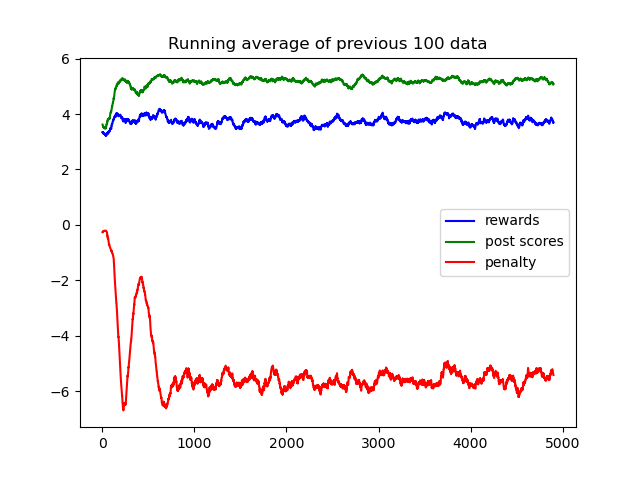 Running average of previous 100 data
6
4
2
0
−2
−4
−6
rewards
post scores
penalty
0 1000 2000 3000 4000 5000